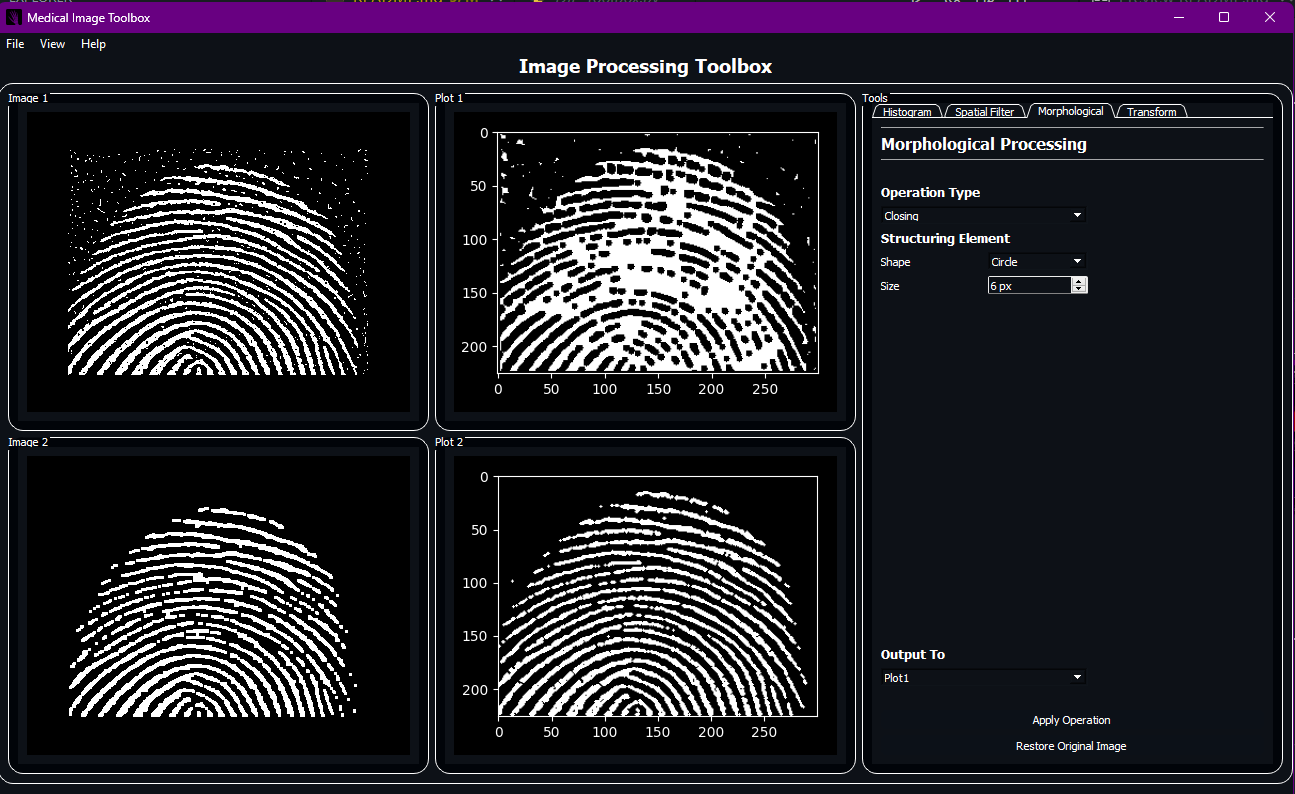 Medical Image Toolbox
File View Help
Image Processing Toolbox
Image 1
Plot 1
0
50
100
150
200
0 50 100 150 200 250
Image 2
Plot 2
0
50
100
150
200
0 50 100 150 200 250
Tools
Histogram Spatial Filter Morphological Transform
Morphological Processing
Operation Type
Closing
Structuring Element
Shape Circle
Size 6 px
Output To
Plot1
Apply Operation
Restore Original Image